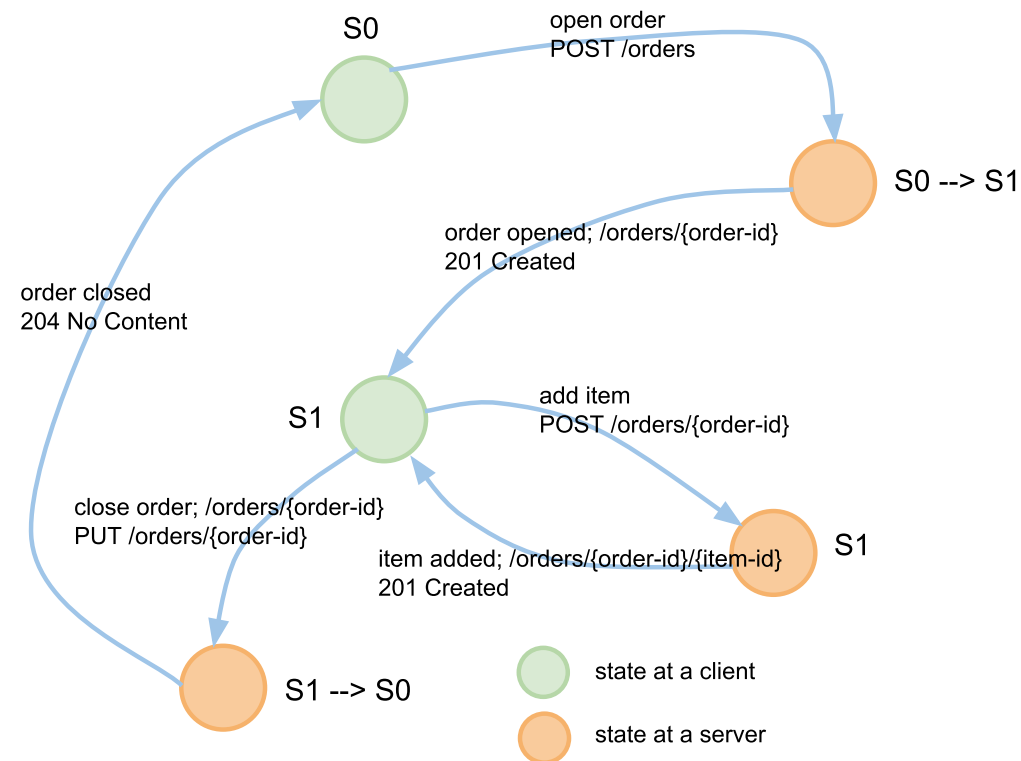 S0
open order
POST /orders
S0 --> S1
order opened; /orders/{order-id}
201 Created
order closed
204 No Content
S1
add item
POST /orders/{order-id}
close order; /orders/{order-id}
PUT /orders/{order-id}
item added; /orders/{order-id}/{item-id}
201 Created
S1
S1 --> S0
state at a client
state at a server